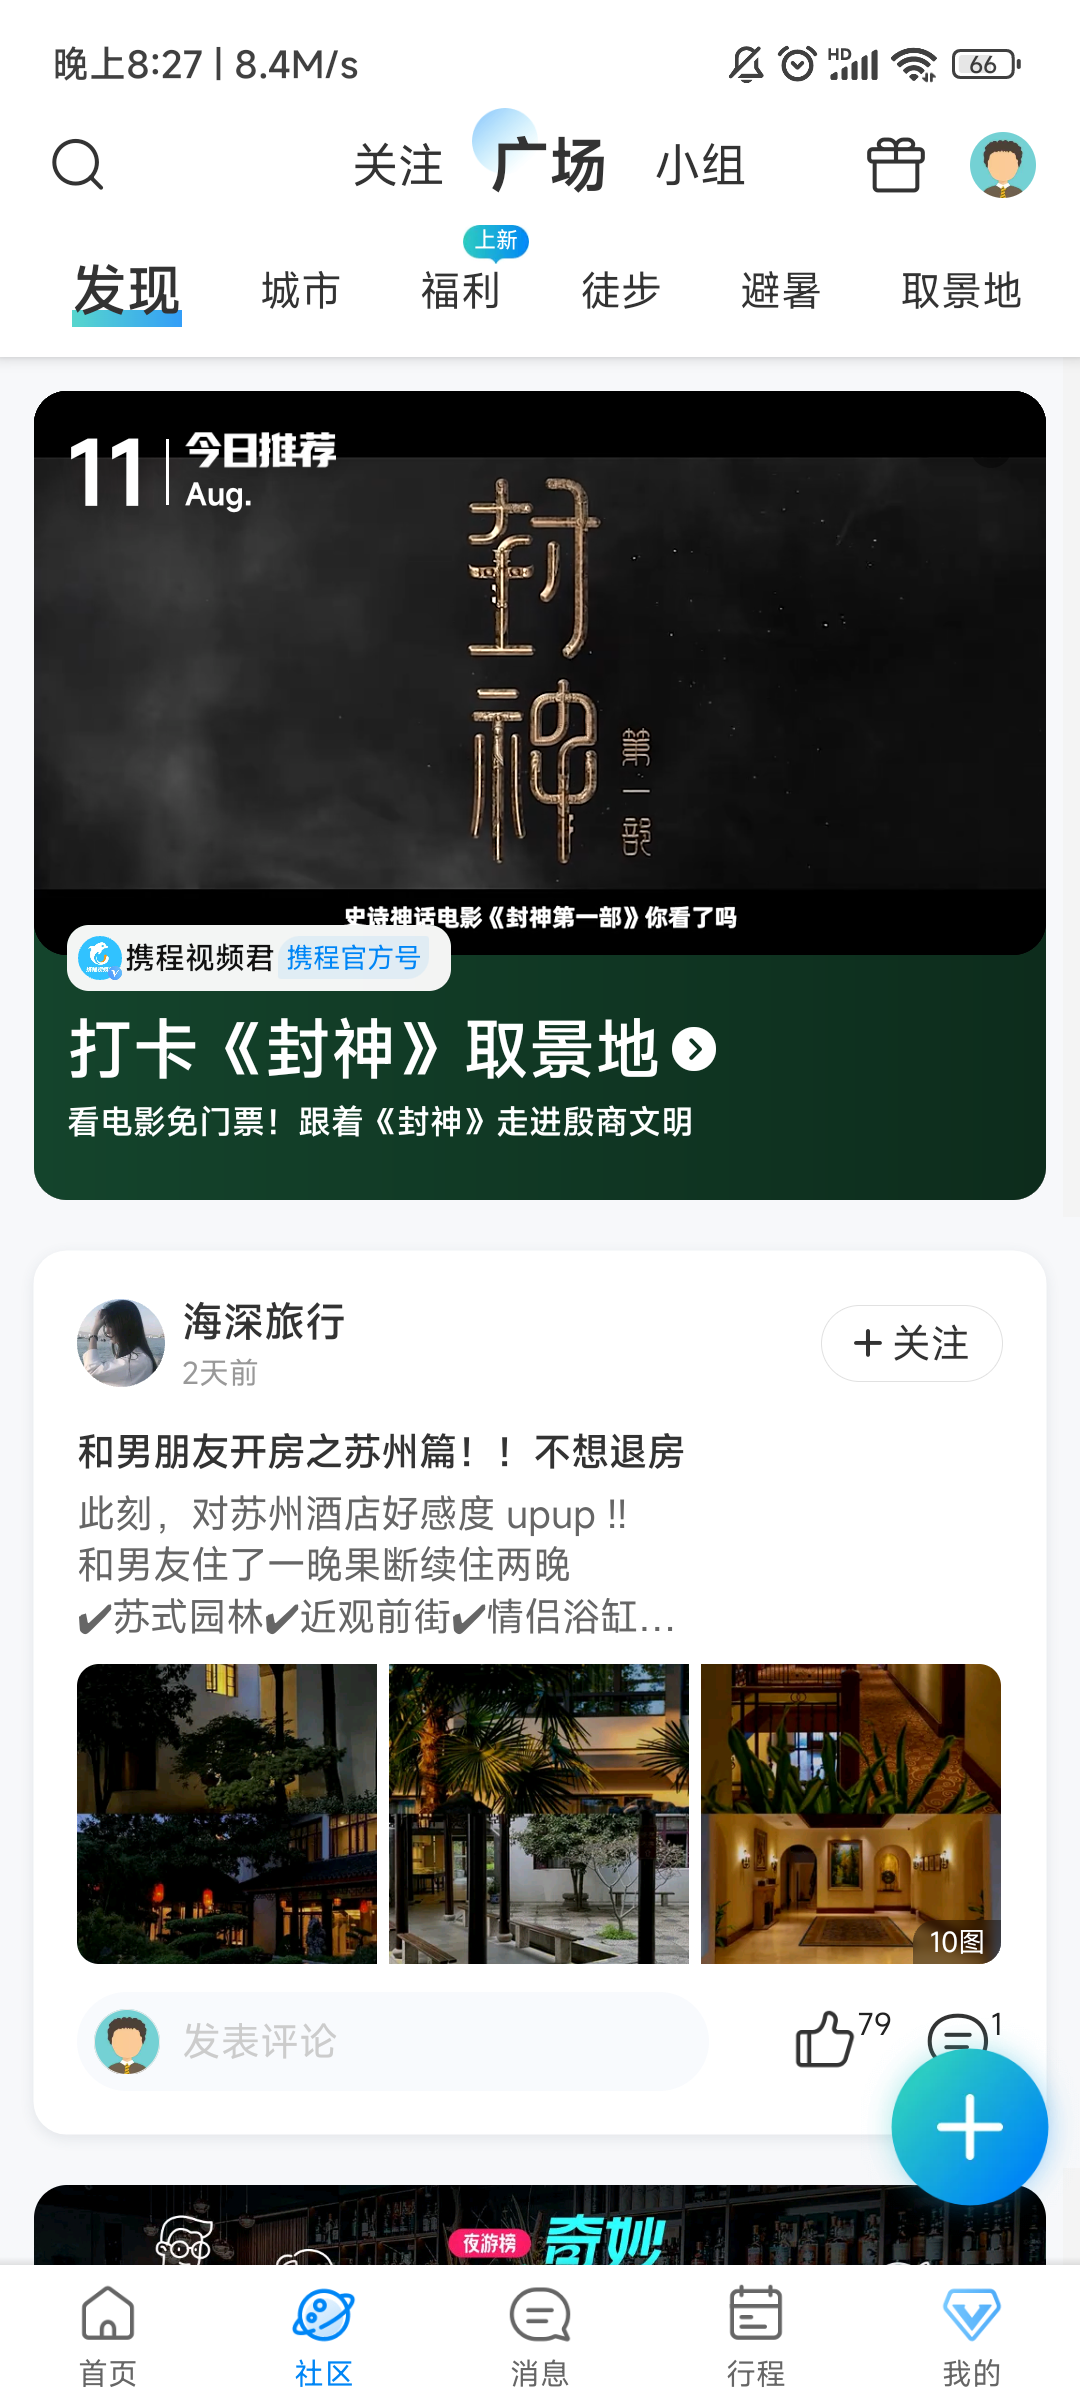 晚上8:27 | 8.4M/s
HD
66
关注 广场 小组
上新
发现 城市 福利 徒步 避暑 取景地
11 今日推荐
Aug.
封神
第一部
史诗神话电影《封神第一部》你看了吗
携程视频君 携程官方号
打卡《封神》取景地
看电影免门票！跟着《封神》走进殷商文明
海深旅行
2天前
+ 关注
和男朋友开房之苏州篇！！不想退房
此刻，对苏州酒店好感度 upup !!
和男友住了一晚果断续住两晚
✔苏式园林✔近观前街✔情侣浴缸...
10图
发表评论 79 1
夜游榜 奇妙
首页 社区 消息 行程 我的